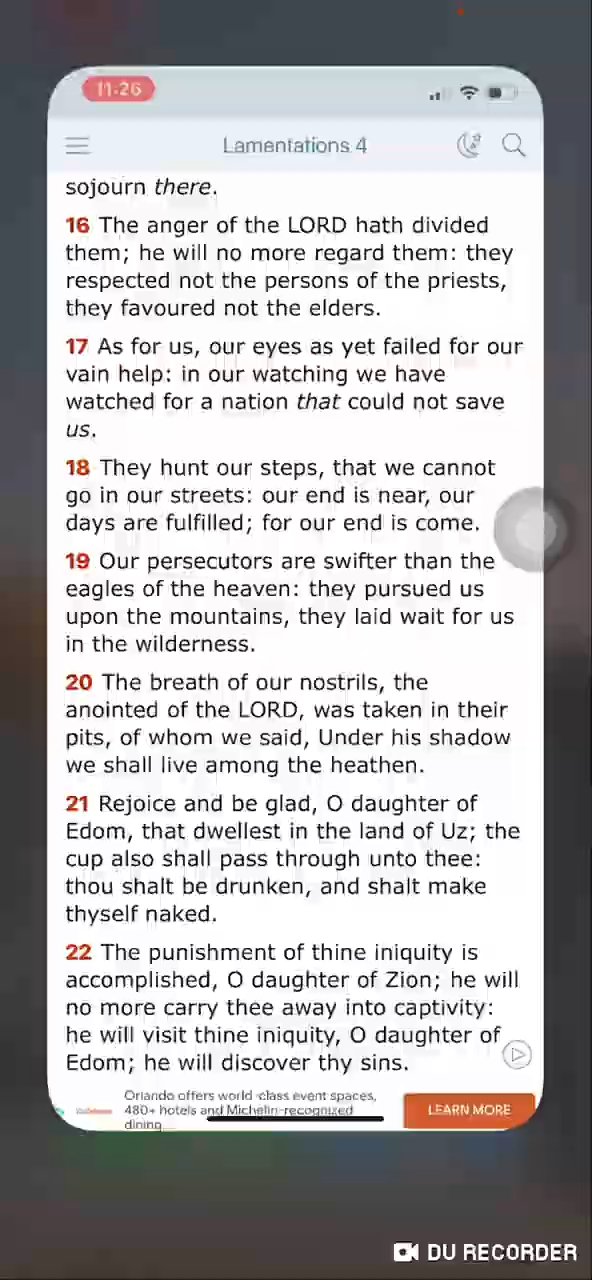 11:26
Lamentations 4
sojourn there.
16 The anger of the LORD hath divided
them; he will no more regard them: they
respected not the persons of the priests,
they favoured not the elders.
17 As for us, our eyes as yet failed for our
vain help: in our watching we have
watched for a nation that could not save
us.
18 They hunt our steps, that we cannot
go in our streets: our end is near, our
days are fulfilled; for our end is come.
19 Our persecutors are swifter than the
eagles of the heaven: they pursued us
upon the mountains, they laid wait for us
in the wilderness.
20 The breath of our nostrils, the
anointed of the LORD, was taken in their
pits, of whom we said, Under his shadow
we shall live among the heathen.
21 Rejoice and be glad, O daughter of
Edom, that dwellest in the land of Uz; the
cup also shall pass through unto thee:
thou shalt be drunken, and shalt make
thyself naked.
22 The punishment of thine iniquity is
accomplished, O daughter of Zion; he will
no more carry thee away into captivity:
he will visit thine iniquity, O daughter of
Edom; he will discover thy sins.
Orlando offers world-class event spaces,
480+ hotels and Michelin-recognized
dining...
LEARN MORE
DU RECORDER